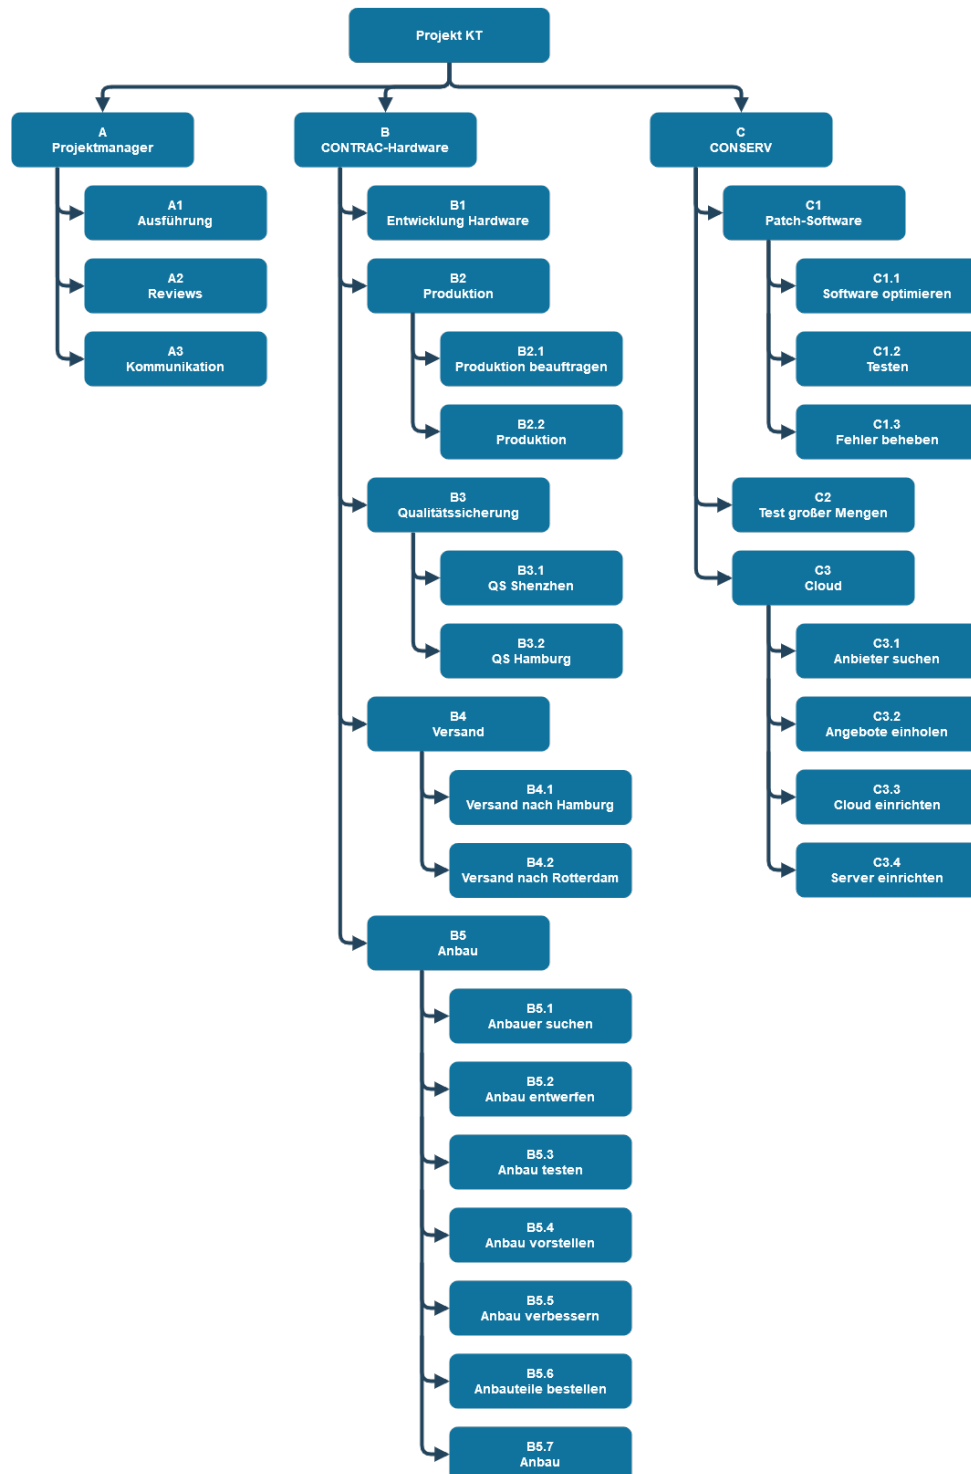 Projekt KT
A
Projektmanager
A1
Ausführung
A2
Reviews
A3
Kommunikation
B
CONTRAC-Hardware
B1
Entwicklung Hardware
B2
Produktion
B2.1
Produktion beauftragen
B2.2
Produktion
B3
Qualitätssicherung
B3.1
QS Shenzhen
B3.2
QS Hamburg
B4
Versand
B4.1
Versand nach Hamburg
B4.2
Versand nach Rotterdam
B5
Anbau
B5.1
Anbauer suchen
B5.2
Anbau entwerfen
B5.3
Anbau testen
B5.4
Anbau vorstellen
B5.5
Anbau verbessern
B5.6
Anbauteile bestellen
B5.7
Anbau
C
CONSERV
C1
Patch-Software
C1.1
Software optimieren
C1.2
Testen
C1.3
Fehler beheben
C2
Test großer Mengen
C3
Cloud
C3.1
Anbieter suchen
C3.2
Angebote einholen
C3.3
Cloud einrichten
C3.4
Server einrichten